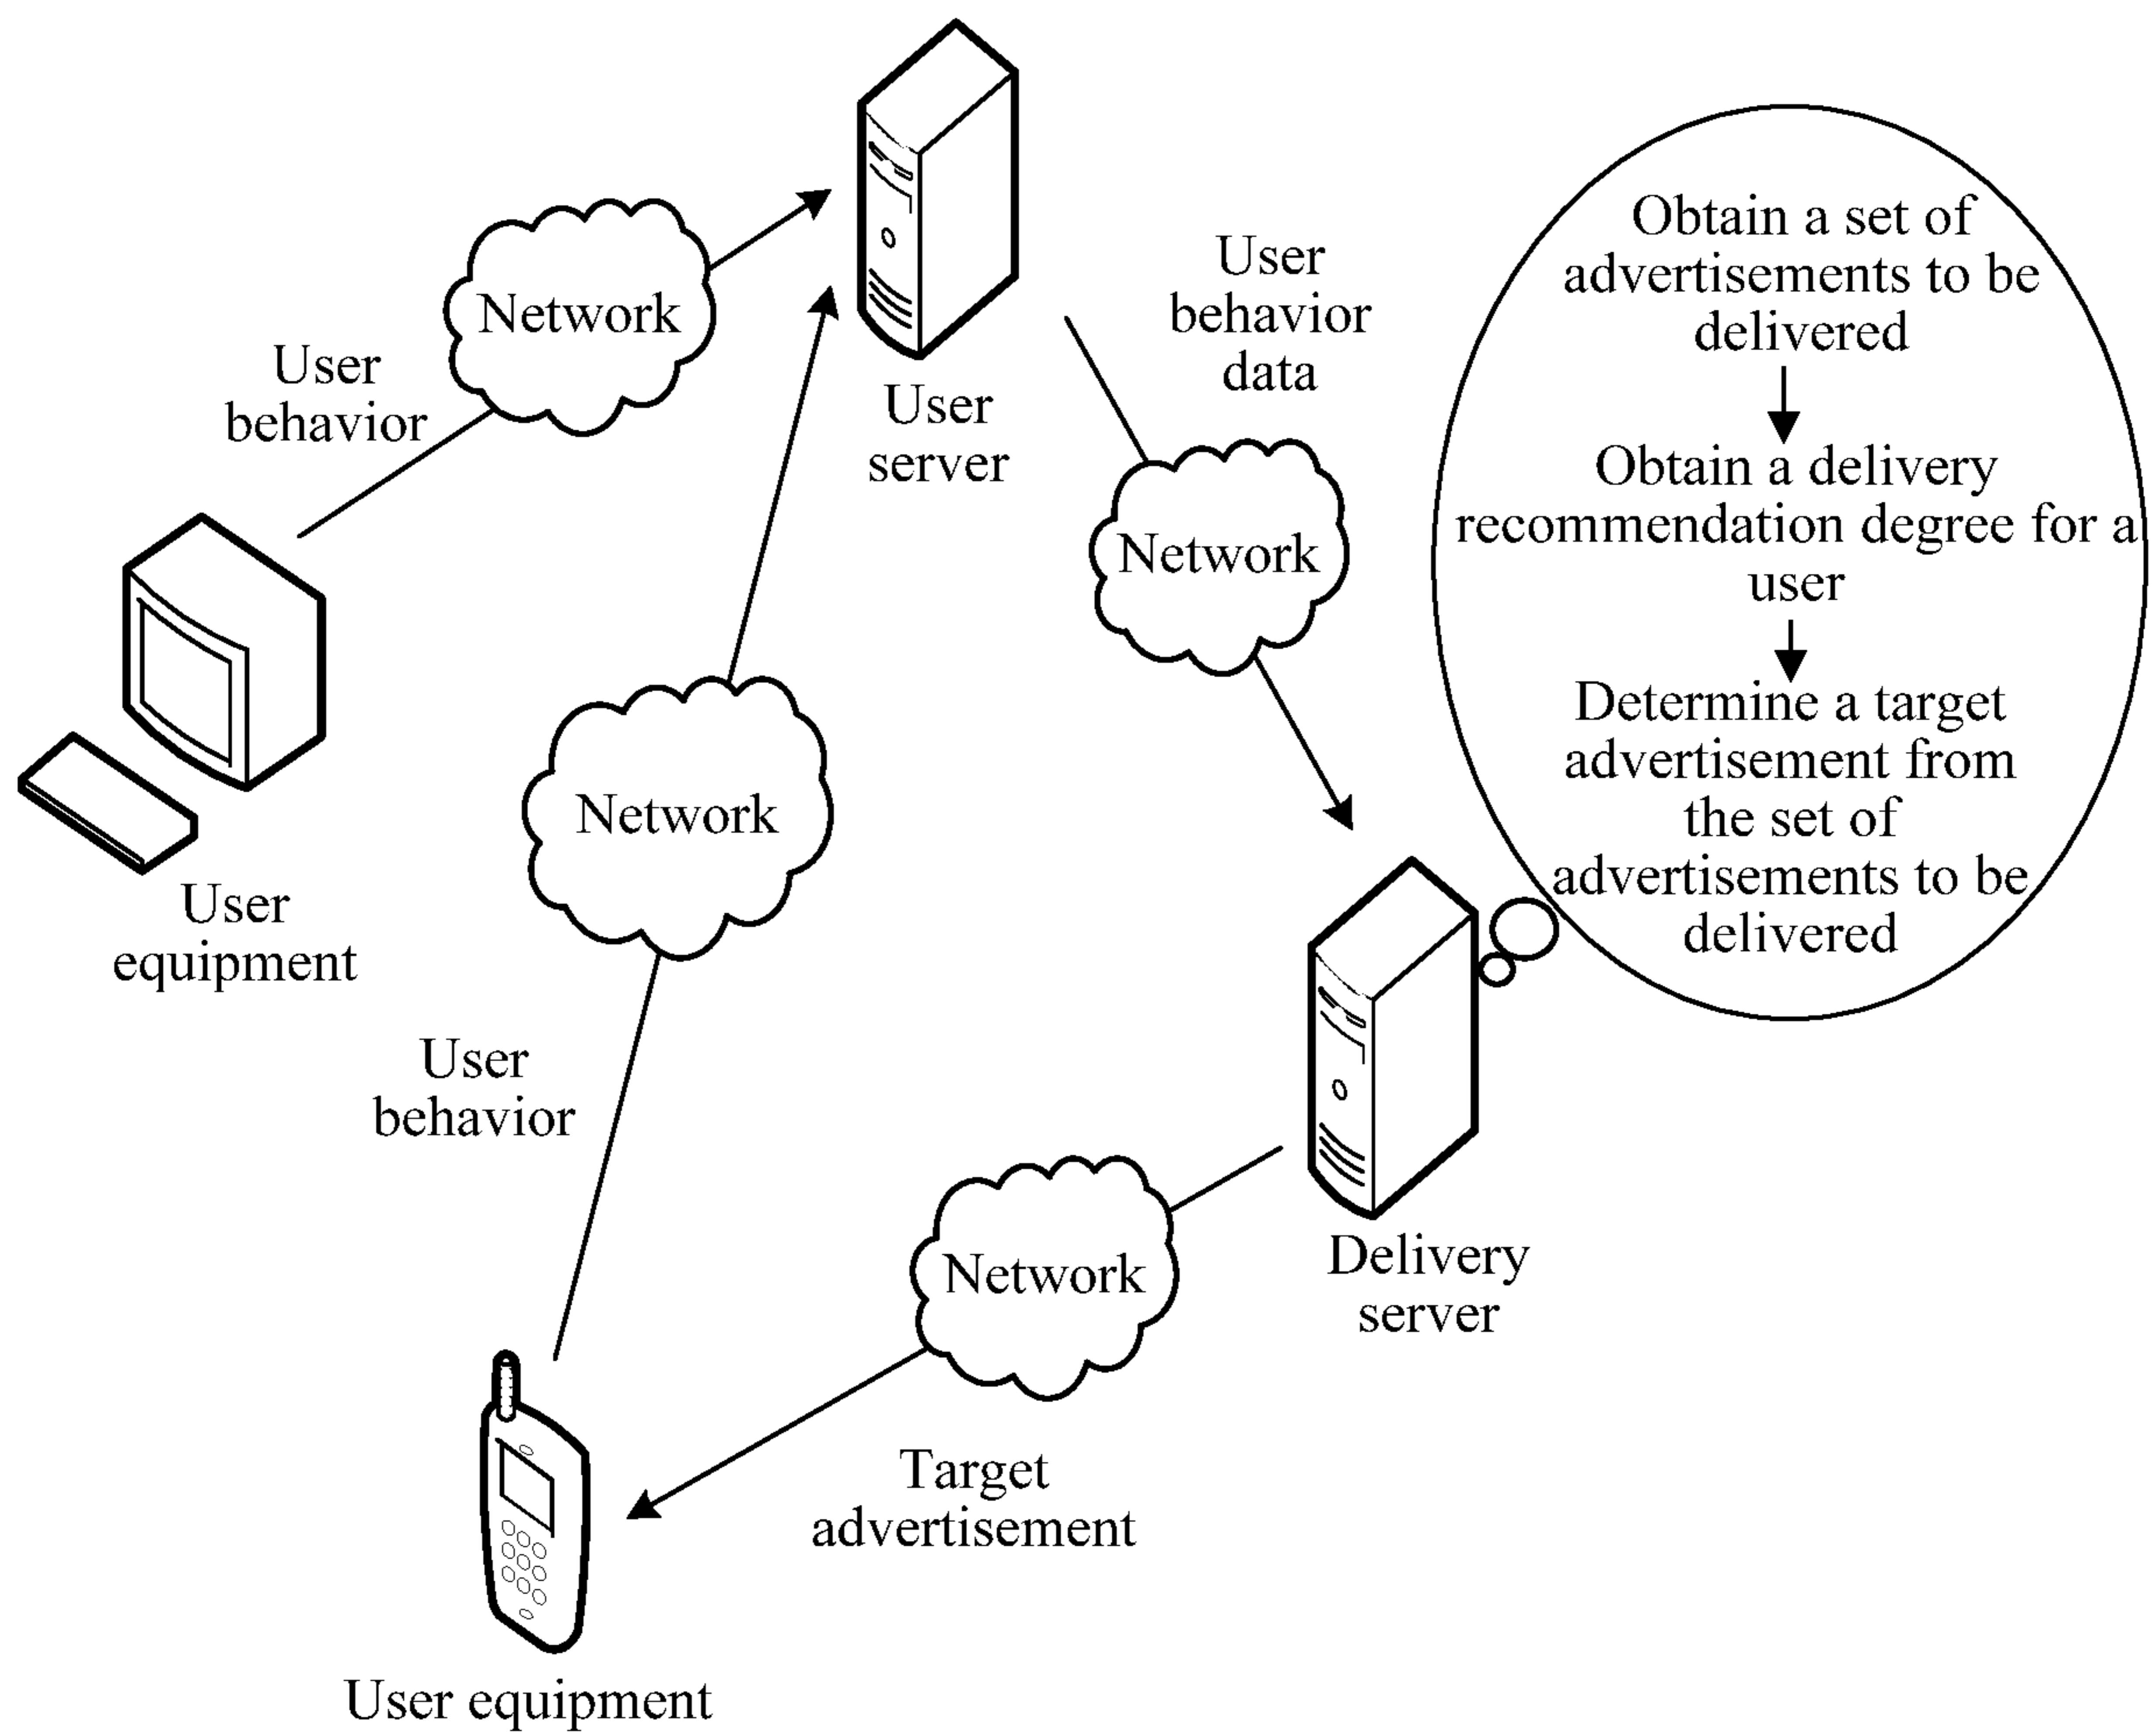 Network
User
behavior
User
server
User
behavior
data
Network
Obtain a set of
advertisements to be
delivered
Obtain a delivery
recommendation degree for a
user
Determine a target
advertisement from
the set of
advertisements to be
delivered
User
equipment
Network
User
behavior
Delivery
server
Network
Target
advertisement
User equipment